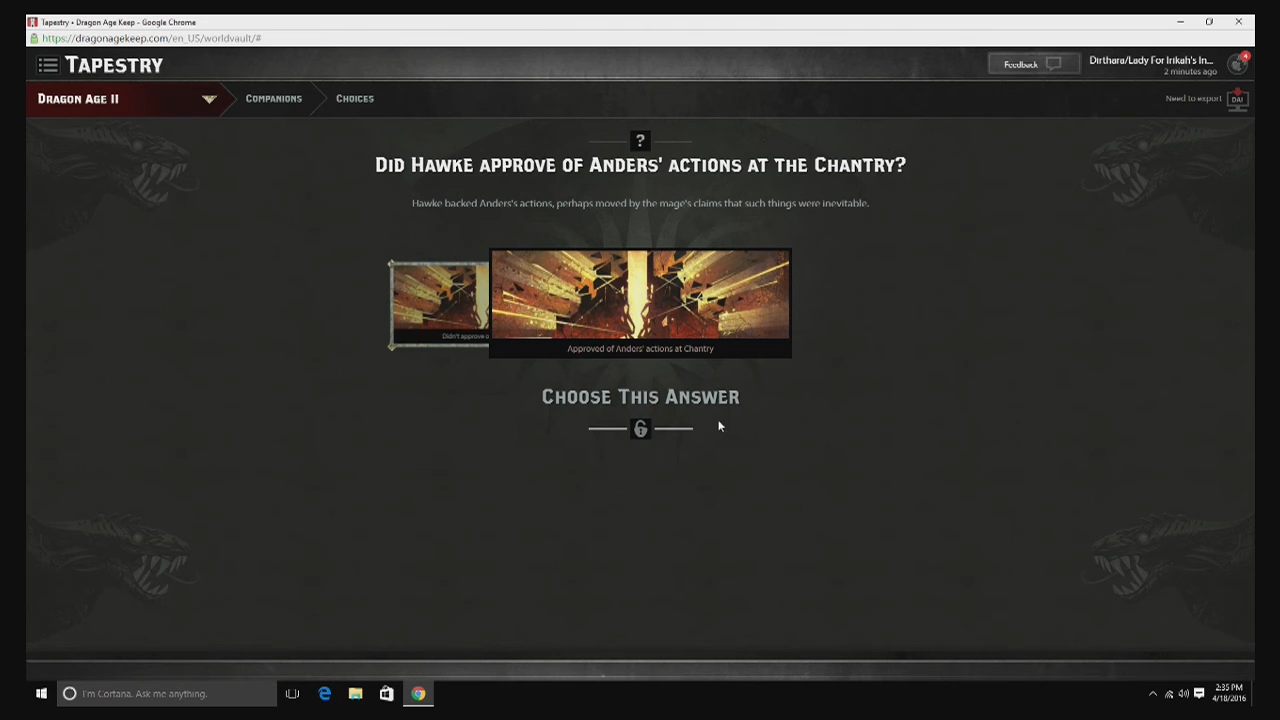 Tapestry • Dragon Age Keep - Google Chrome
https://dragonagekeep.com/en_US/worldvault/#
TAPESTRY
Feedback
Dirthara/Lady For Irikah's In...
2 minutes ago
4
DRAGON AGE II
COMPANIONS
CHOICES
Need to export
DAI
?
DID HAWKE APPROVE OF ANDERS' ACTIONS AT THE CHANTRY?
Hawke backed Anders's actions, perhaps moved by the mage's claims that such things were inevitable.
Didn't approve o
Approved of Anders' actions at Chantry
CHOOSE THIS ANSWER
I'm Cortana. Ask me anything.
2:35 PM
4/18/2016